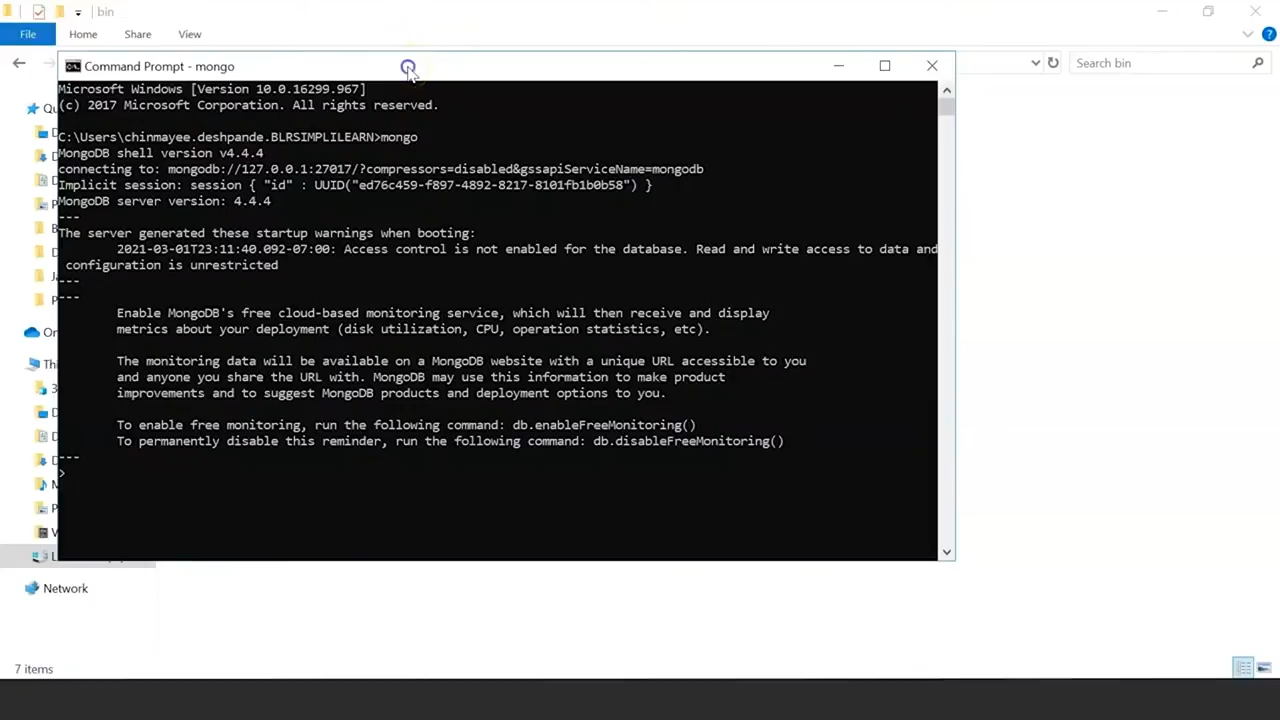 bin
File Home Share View
Search bin
Command Prompt - mongo
Microsoft Windows [Version 10.0.16299.967]
(c) 2017 Microsoft Corporation. All rights reserved.
C:\Users\chinmayee.deshpande.BLRSIMPLILEARN>mongo
MongoDB shell version v4.4.4
connecting to: mongodb://127.0.0.1:27017/?compressors=disabled&gssapiServiceName=mongodb
Implicit session: session { "id" : UUID("ed76c459-f897-4892-8217-8101fb1b0b58") }
MongoDB server version: 4.4.4
---
The server generated these startup warnings when booting:
2021-03-01T23:11:40.092-07:00: Access control is not enabled for the database. Read and write access to data and
configuration is unrestricted
---
---
Enable MongoDB's free cloud-based monitoring service, which will then receive and display
metrics about your deployment (disk utilization, CPU, operation statistics, etc).
The monitoring data will be available on a MongoDB website with a unique URL accessible to you
and anyone you share the URL with. MongoDB may use this information to make product
improvements and to suggest MongoDB products and deployment options to you.
To enable free monitoring, run the following command: db.enableFreeMonitoring()
To permanently disable this reminder, run the following command: db.disableFreeMonitoring()
---
>
Network
7 items